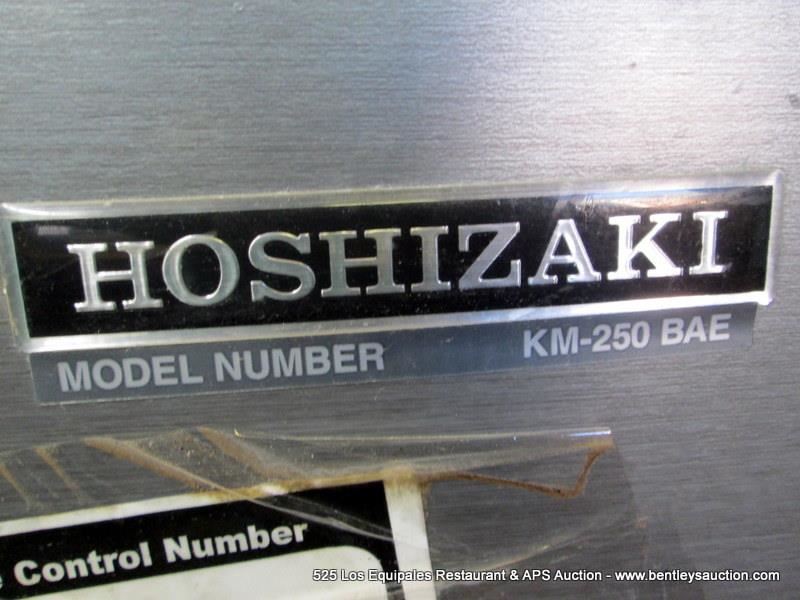 HOSHIZAKI
MODEL NUMBER KM-250 BAE
Control Number
525 Los Equipales Restaurant & APS Auction - www.bentleysauction.com